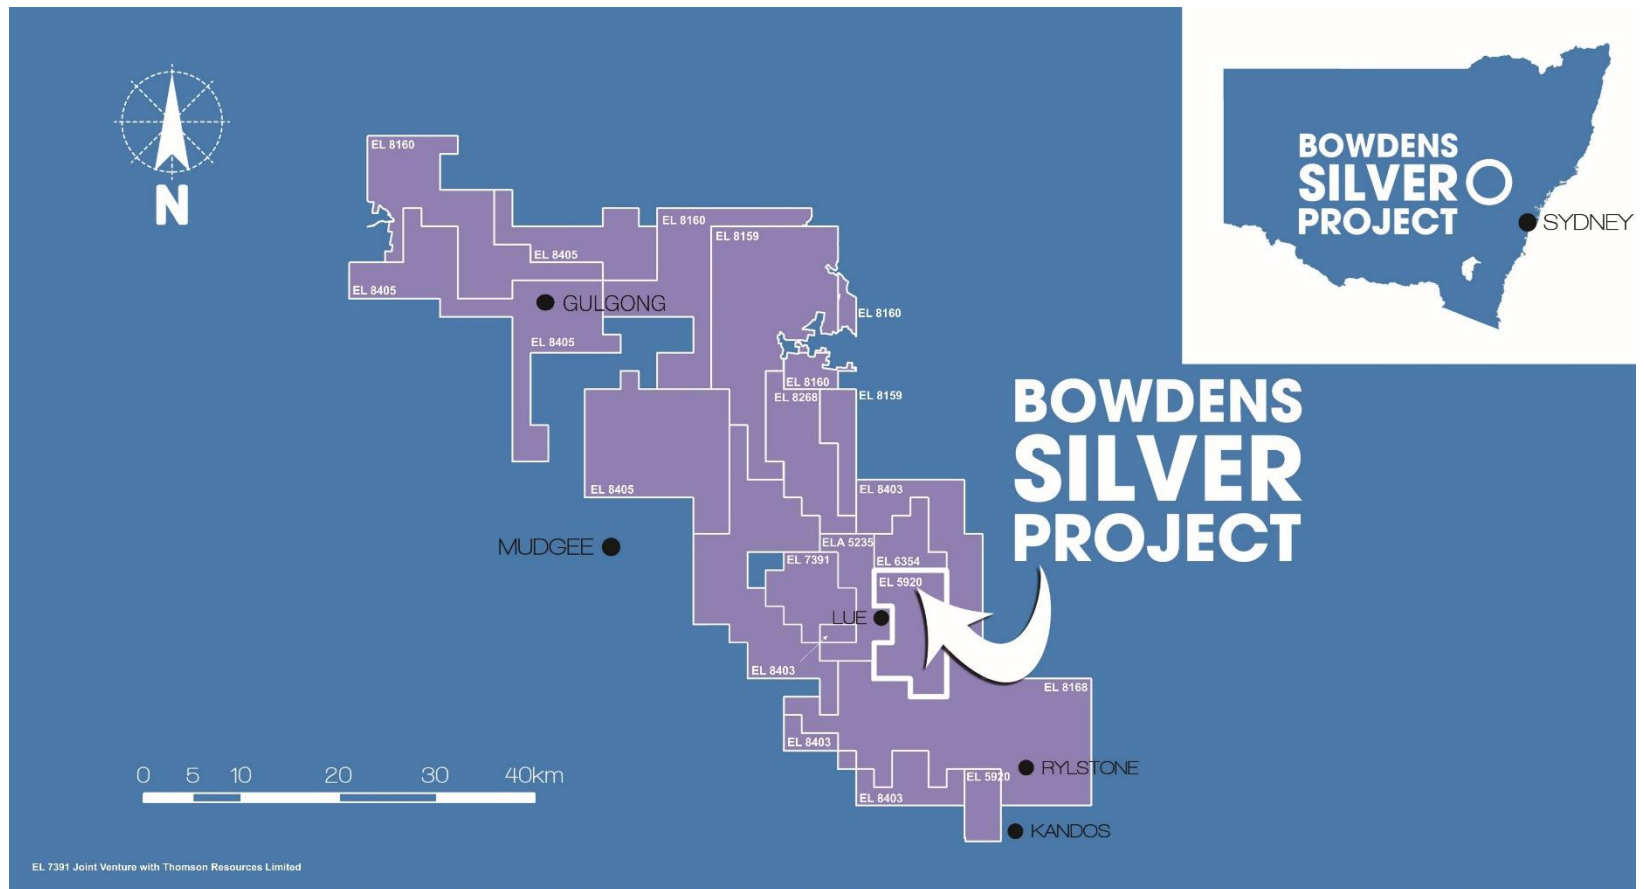 N
EL 8160
EL 8160
EL 8159
EL 8405
EL 8405
GULGONG
EL 8160
EL 8405
EL 8160
EL 8268
EL 8159
EL 8405
EL 8403
MUDGEE
ELA 5235
EL 7391
EL 6354
EL 5920
LUE
EL 8403
EL 8168
EL 8403
RYLSTONE
EL 5920
EL 8403
KANDOS
BOWDENS
SILVER
PROJECT
SYDNEY
BOWDENS
SILVER
PROJECT
0 5 10 20 30 40km
EL 7391 Joint Venture with Thomson Resources Limited